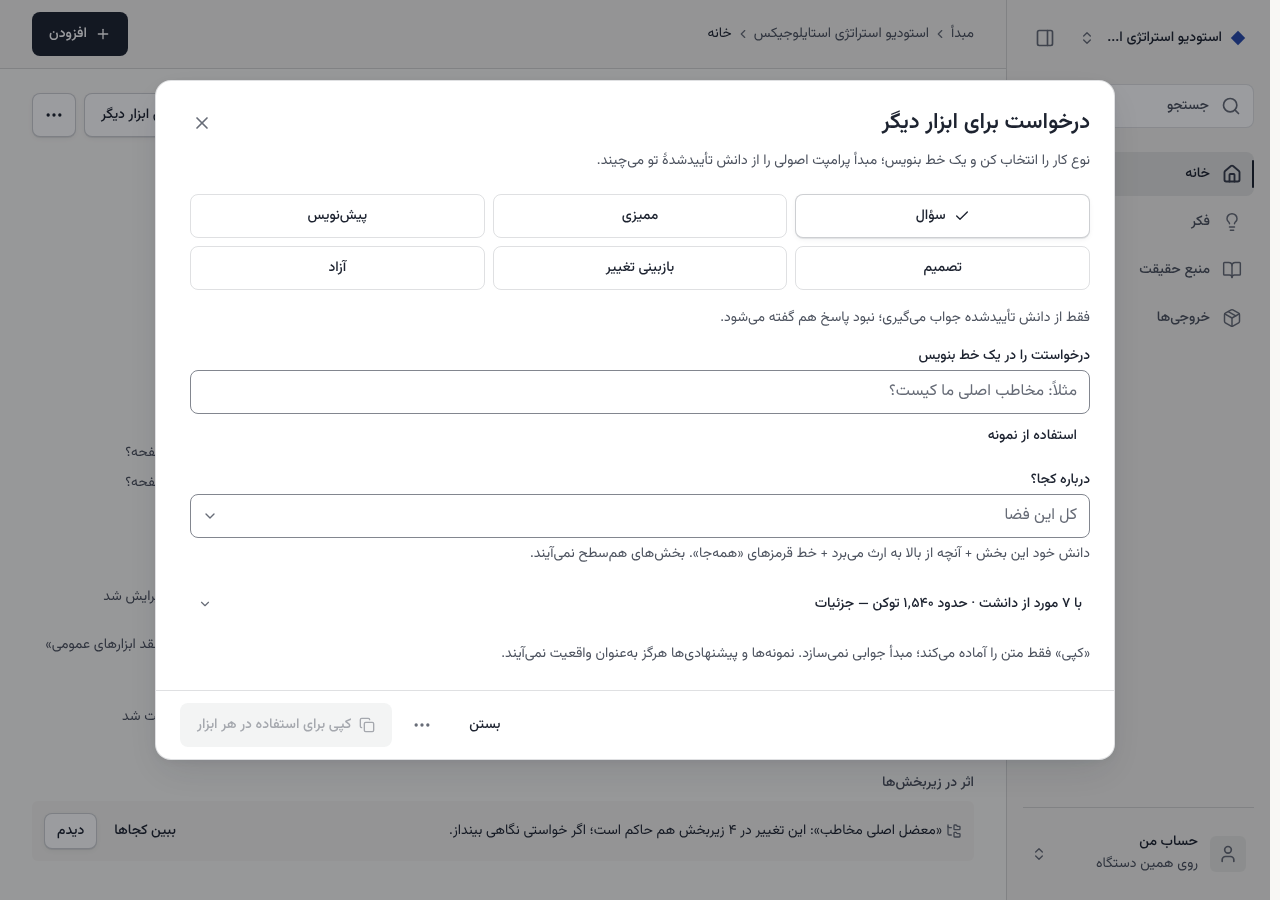 استودیو استراتژی ا...
مبدأ › استودیو استراتژی استایلوجیکس › خانه
افزودن
جستجو
خانه
فکر
منبع حقیقت
خروجی‌ها
ابزار دیگر
درخواست برای ابزار دیگر
نوع کار را انتخاب کن و یک خط بنویس؛ مبدأ پرامپت اصولی را از دانش تأییدشدهٔ تو می‌چیند.
سؤال
ممیزی
پیش‌نویس
تصمیم
بازبینی تغییر
آزاد
فقط از دانش تأییدشده جواب می‌گیری؛ نبود پاسخ هم گفته می‌شود.
درخواستت را در یک خط بنویس
مثلاً: مخاطب اصلی ما کیست؟
استفاده از نمونه
درباره کجا؟
کل این فضا
دانش خود این بخش + آنچه از بالا به ارث می‌برد + خط قرمزهای «همه‌جا». بخش‌های هم‌سطح نمی‌آیند.
با ۷ مورد از دانشت · حدود ۱٬۵۴۰ توکن — جزئیات
«کپی» فقط متن را آماده می‌کند؛ مبدأ جوابی نمی‌سازد. نمونه‌ها و پیشنهادی‌ها هرگز به‌عنوان واقعیت نمی‌آیند.
بستن
کپی برای استفاده در هر ابزار
ابزارهای عمومی»
شد
اثر در زیربخش‌ها
«معضل اصلی مخاطب»: این تغییر در ۴ زیربخش هم حاکم است؛ اگر خواستی نگاهی بینداز.
ببین کجاها
دیدم
حساب من
روی همین دستگاه